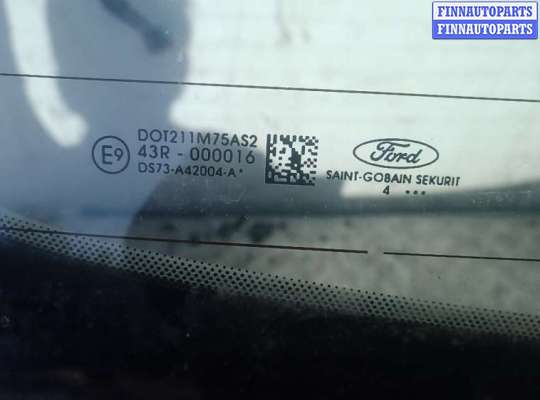 FINNAUTOPARTS
FINNAUTOPARTS
DOT211M75AS2
E9
43R - 000016
DS73-A42004-A*
Ford
SAINT-GOBAIN SEKURIT
4 •••